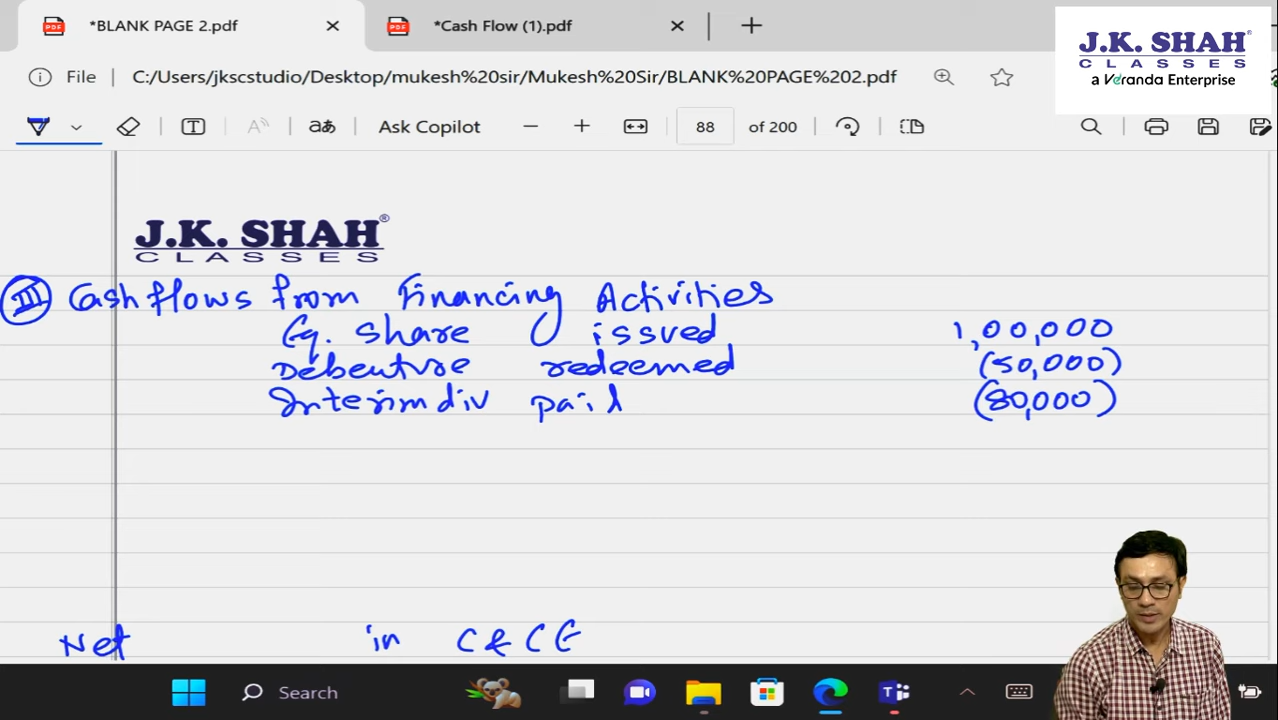 *BLANK PAGE 2.pdf
*Cash Flow (1).pdf
J.K. SHAH®
CLASSES
a Veranda Enterprise
File C:/Users/jkscstudio/Desktop/mukesh%20sir/Mukesh%20Sir/BLANK%20PAGE%202.pdf
Ask Copilot
88 of 200
J.K. SHAH®
CLASSES
III Cash flows from Financing Activities
Eq. share issued 1,00,000
Debenture redeemed (50,000)
Interim div paid (80,000)
Net in C & CE
Search